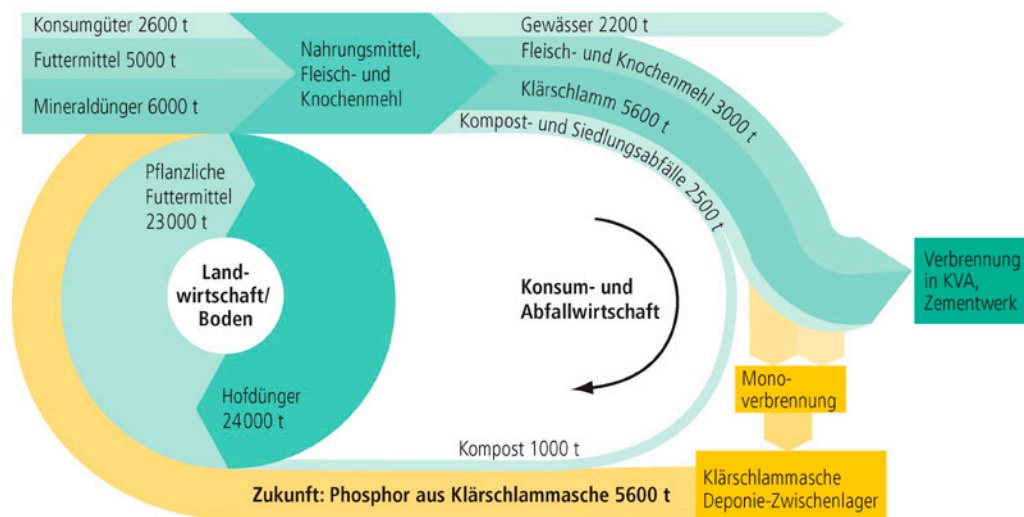 Konsumgüter 2600 t
Futtermittel 5000 t
Mineraldünger 6000 t
Nahrungsmittel,
Fleisch- und
Knochenmehl
Gewässer 2200 t
Fleisch- und Knochenmehl 3000 t
Klärschlamm 5600 t
Kompost- und Siedlungsabfälle 2500 t
Pflanzliche
Futtermittel
23000 t
Land-
wirtschaft/
Boden
Hofdünger
24000 t
Konsum- und
Abfallwirtschaft
Verbrennung
in KVA,
Zementwerk
Mono-
verbrennung
Kompost 1000 t
Zukunft: Phosphor aus Klärschlammasche 5600 t
Klärschlammasche
Deponie-Zwischenlager